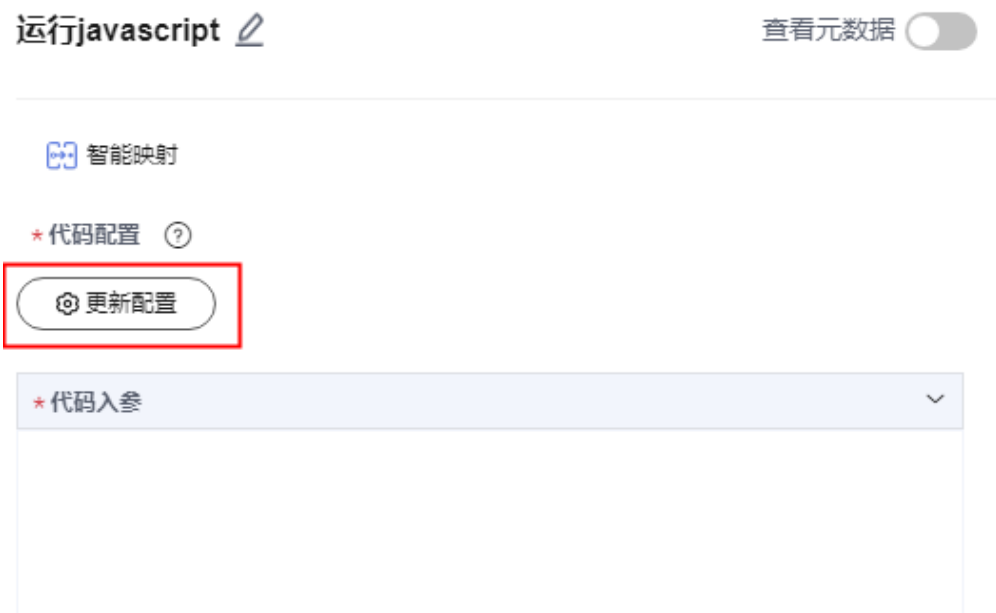 运行javascript
查看元数据
智能映射
*代码配置 ?
更新配置
*代码入参